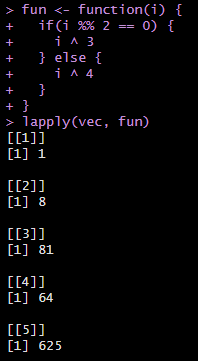 > fun <- function(i) {
+   if(i %% 2 == 0) {
+     i ^ 3
+   } else {
+     i ^ 4
+   }
+ }
> lapply(vec, fun)
[[1]]
[1] 1

[[2]]
[1] 8

[[3]]
[1] 81

[[4]]
[1] 64

[[5]]
[1] 625